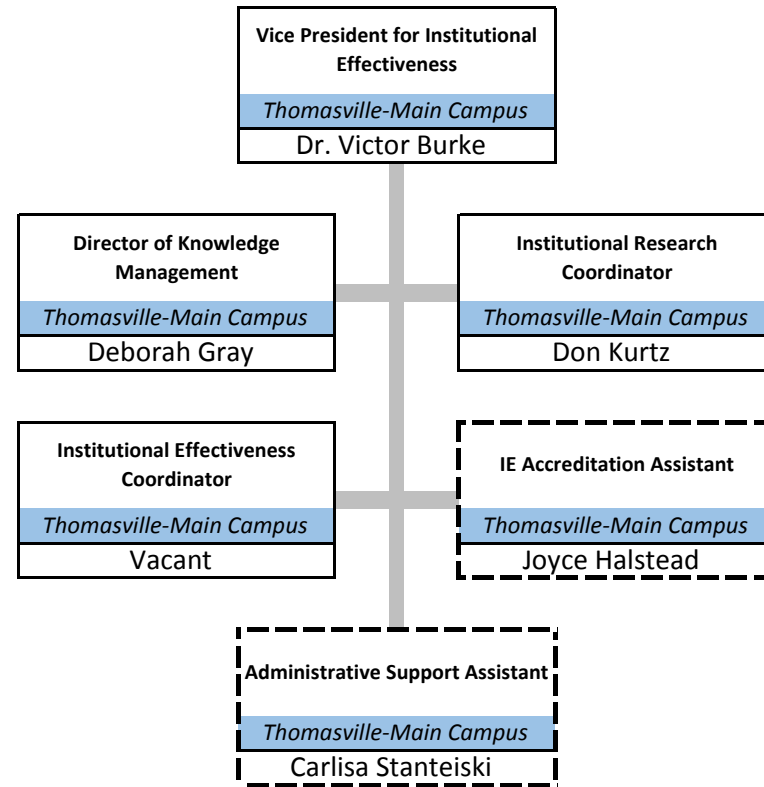 Vice President for Institutional
Effectiveness
Thomasville-Main Campus
Dr. Victor Burke
Director of Knowledge
Management
Thomasville-Main Campus
Deborah Gray
Institutional Research
Coordinator
Thomasville-Main Campus
Don Kurtz
Institutional Effectiveness
Coordinator
Thomasville-Main Campus
Vacant
IE Accreditation Assistant
Thomasville-Main Campus
Joyce Halstead
Administrative Support Assistant
Thomasville-Main Campus
Carlisa Stanteiski